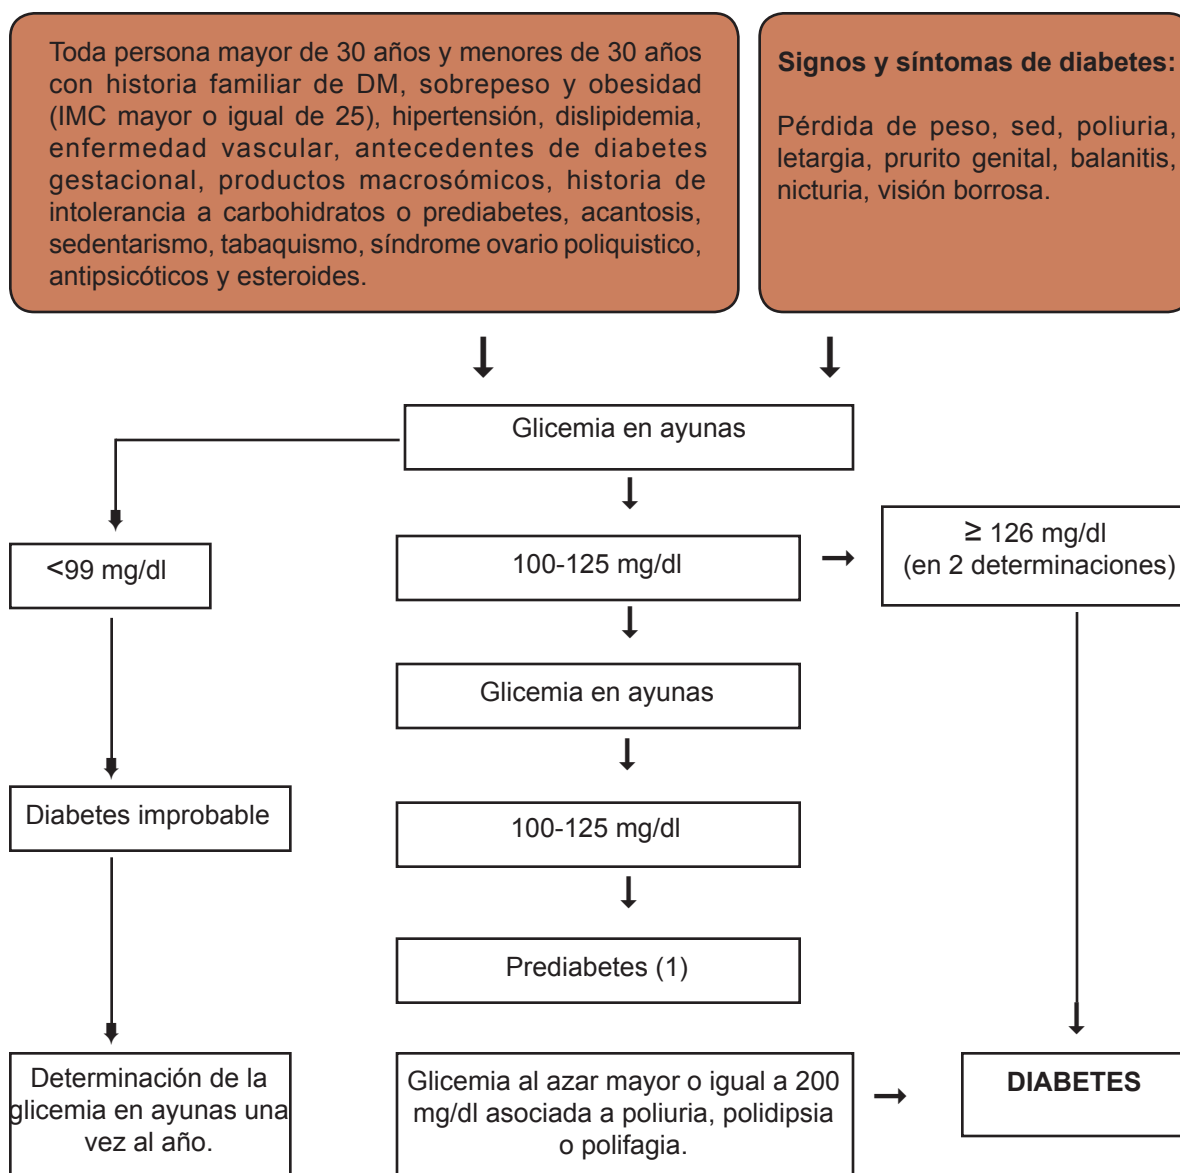 Toda persona mayor de 30 años y menores de 30 años
con historia familiar de DM, sobrepeso y obesidad
(IMC mayor o igual de 25), hipertensión, dislipidemia,
enfermedad vascular, antecedentes de diabetes
gestacional, productos macrosómicos, historia de
intolerancia a carbohidratos o prediabetes, acantosis,
sedentarismo, tabaquismo, síndrome ovario poliquistico,
antipsicóticos y esteroides.
Signos y síntomas de diabetes:
Pérdida de peso, sed, poliuria,
letargia, prurito genital, balanitis,
nicturia, visión borrosa.
Glicemia en ayunas
<99 mg/dl
100-125 mg/dl
≥ 126 mg/dl
(en 2 determinaciones)
Glicemia en ayunas
Diabetes improbable
100-125 mg/dl
Prediabetes (1)
Determinación de la
glicemia en ayunas una
vez al año.
Glicemia al azar mayor o igual a 200
mg/dl asociada a poliuria, polidipsia
o polifagia.
DIABETES